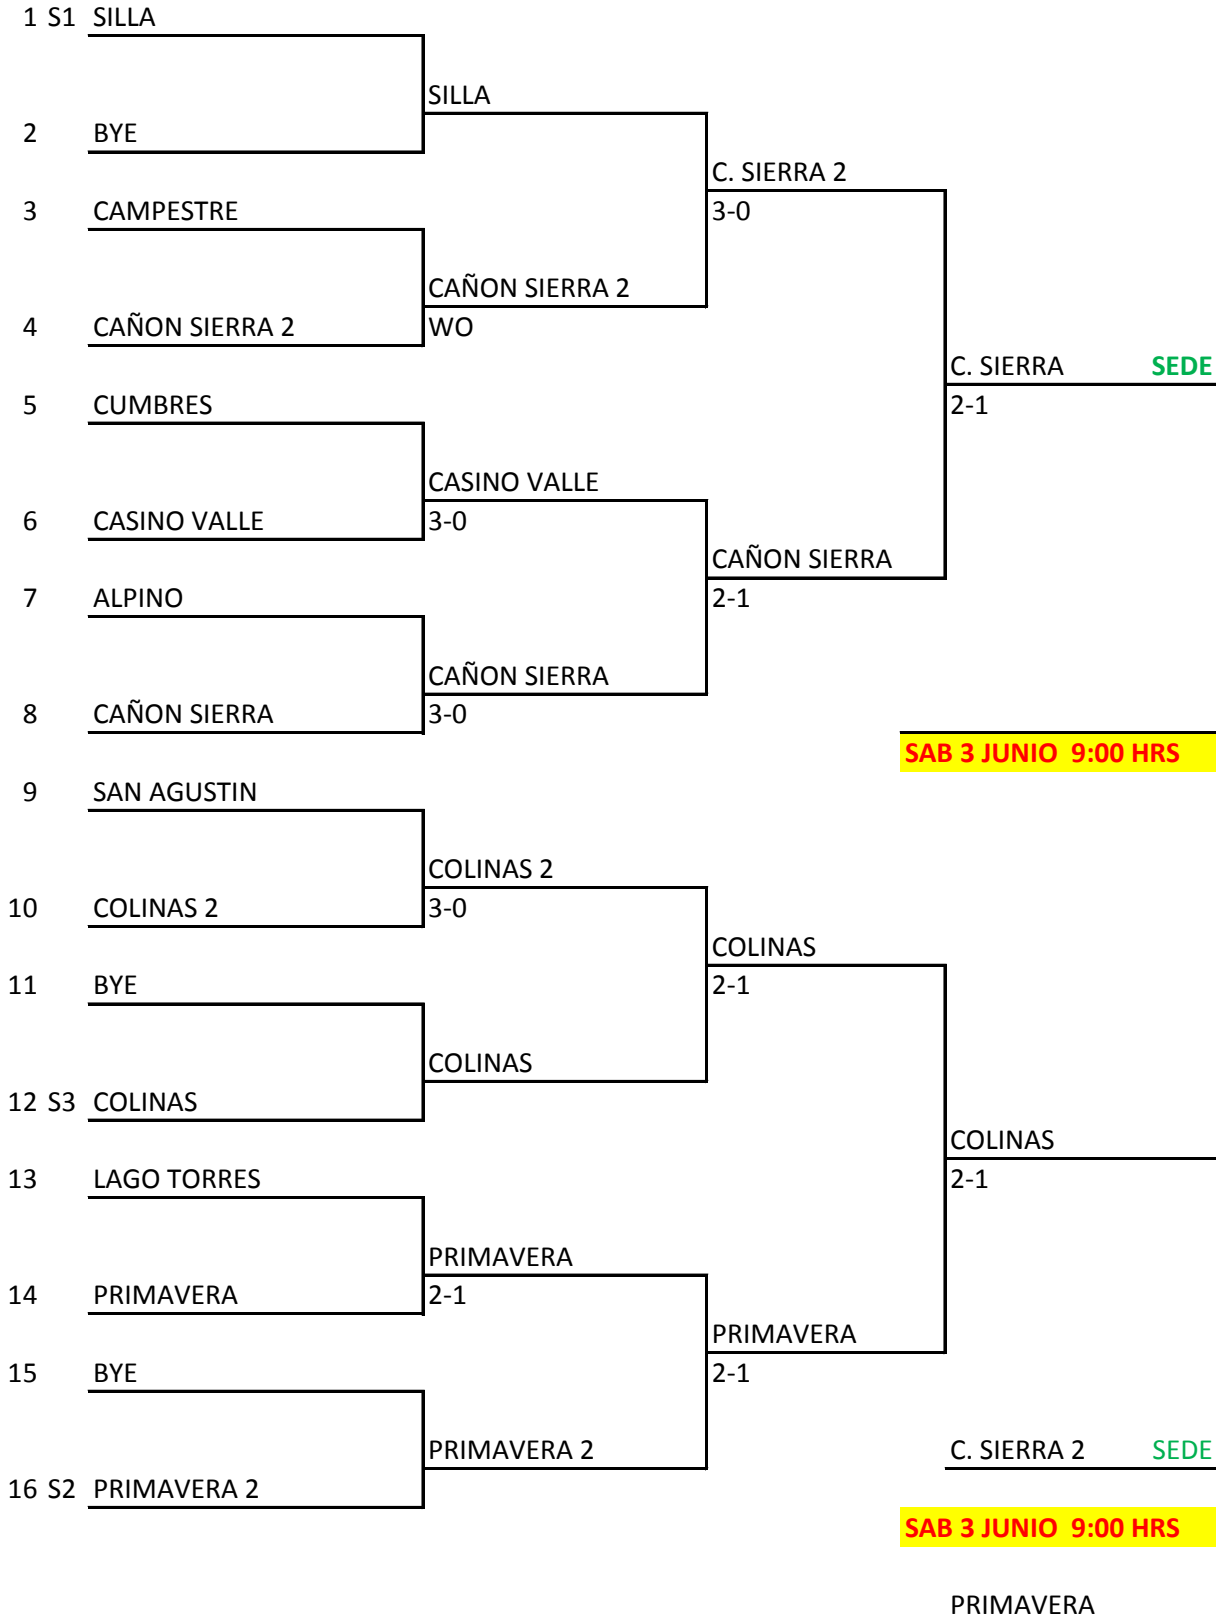 1 S1 SILLA
SILLA
2 BYE
C. SIERRA 2
3 CAMPESTRE 3-0
CAÑON SIERRA 2
4 CAÑON SIERRA 2 WO
C. SIERRA SEDE
5 CUMBRES 2-1
CASINO VALLE
6 CASINO VALLE 3-0
CAÑON SIERRA
7 ALPINO 2-1
CAÑON SIERRA
8 CAÑON SIERRA 3-0
SAB 3 JUNIO 9:00 HRS
9 SAN AGUSTIN
COLINAS 2
10 COLINAS 2 3-0
COLINAS
11 BYE 2-1
COLINAS
12 S3 COLINAS
COLINAS
13 LAGO TORRES 2-1
PRIMAVERA
14 PRIMAVERA 2-1
PRIMAVERA
15 BYE 2-1
PRIMAVERA 2 C. SIERRA 2 SEDE
16 S2 PRIMAVERA 2
SAB 3 JUNIO 9:00 HRS
PRIMAVERA